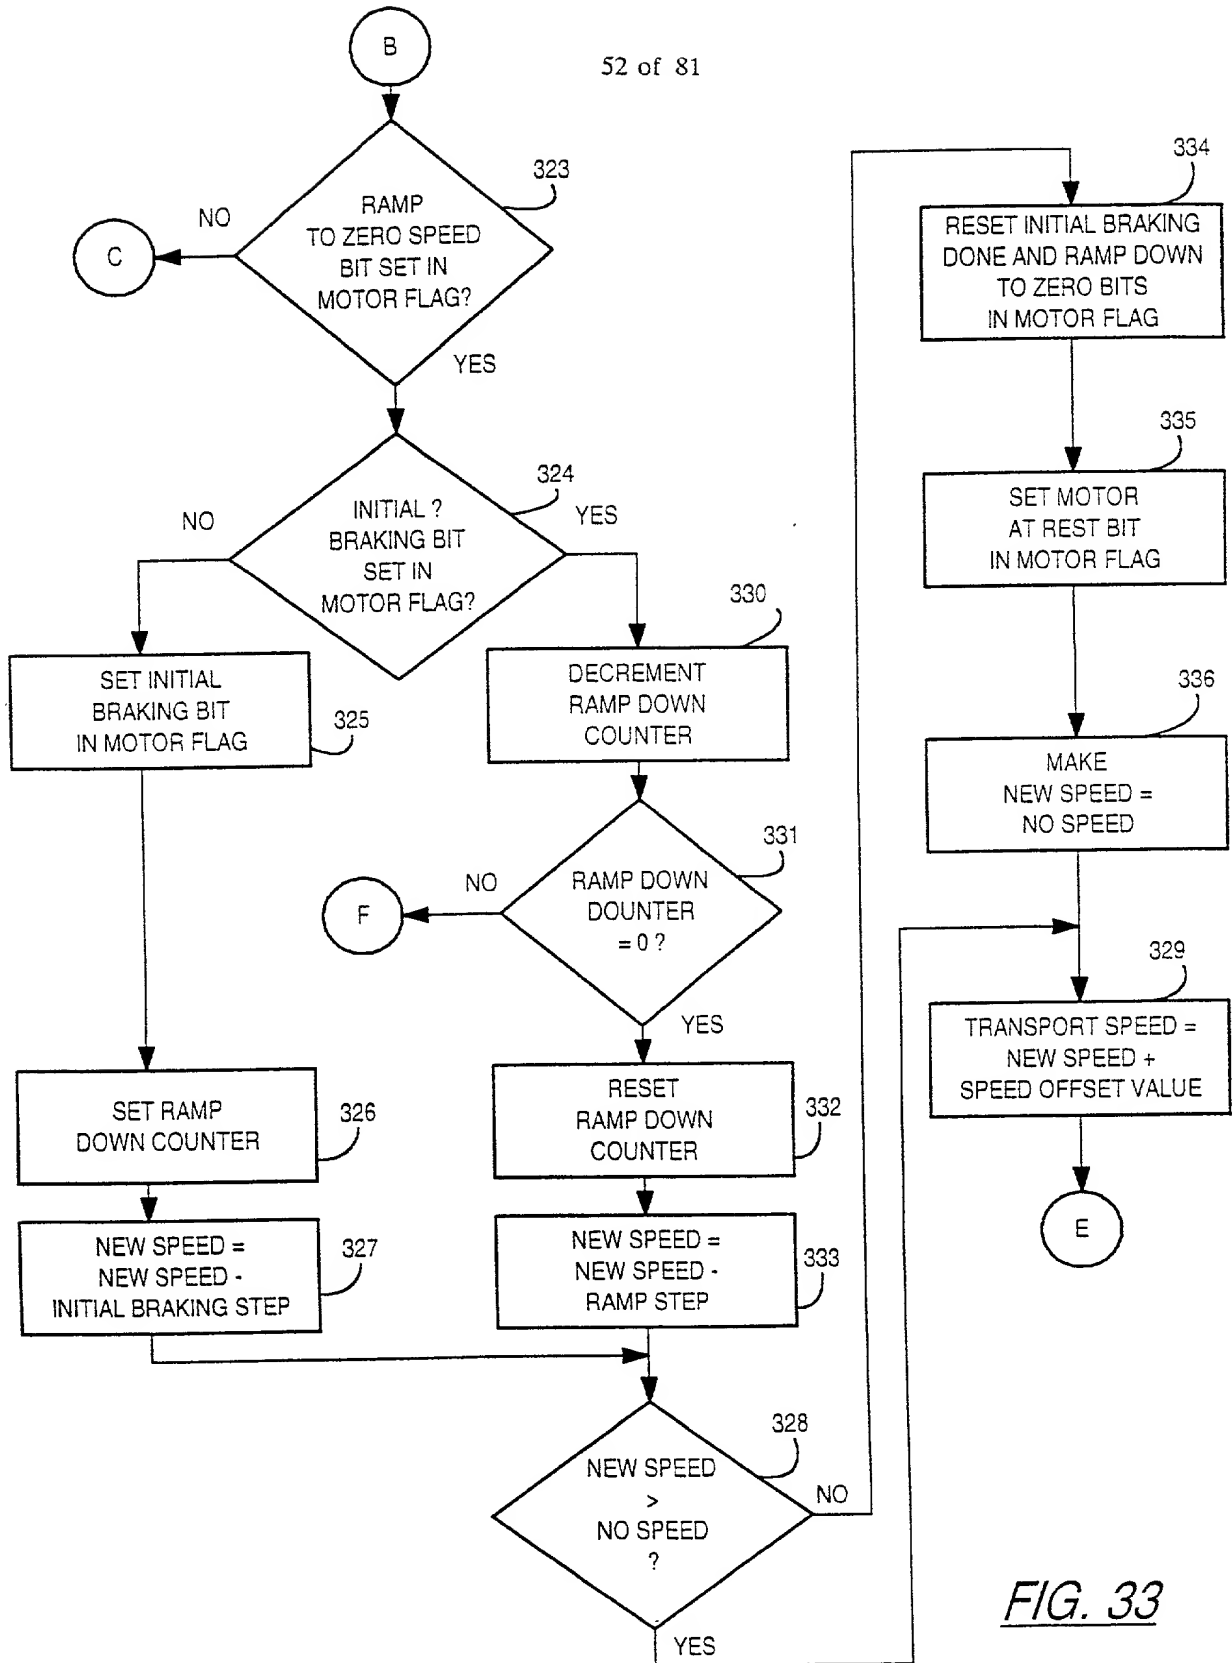 B
52 of 81
323
RAMP
TO ZERO SPEED
BIT SET IN
MOTOR FLAG?
NO
C
YES
324
INITIAL ?
BRAKING BIT
SET IN
MOTOR FLAG?
NO
YES
SET INITIAL
BRAKING BIT
IN MOTOR FLAG
325
330
DECREMENT
RAMP DOWN
COUNTER
331
RAMP DOWN
DOUNTER
= 0 ?
NO
F
YES
SET RAMP
DOWN COUNTER
326
RESET
RAMP DOWN
COUNTER
332
NEW SPEED =
NEW SPEED -
INITIAL BRAKING STEP
327
NEW SPEED =
NEW SPEED -
RAMP STEP
333
328
NEW SPEED
>
NO SPEED
?
NO
YES
334
RESET INITIAL BRAKING
DONE AND RAMP DOWN
TO ZERO BITS
IN MOTOR FLAG
335
SET MOTOR
AT REST BIT
IN MOTOR FLAG
336
MAKE
NEW SPEED =
NO SPEED
329
TRANSPORT SPEED =
NEW SPEED +
SPEED OFFSET VALUE
E
FIG. 33